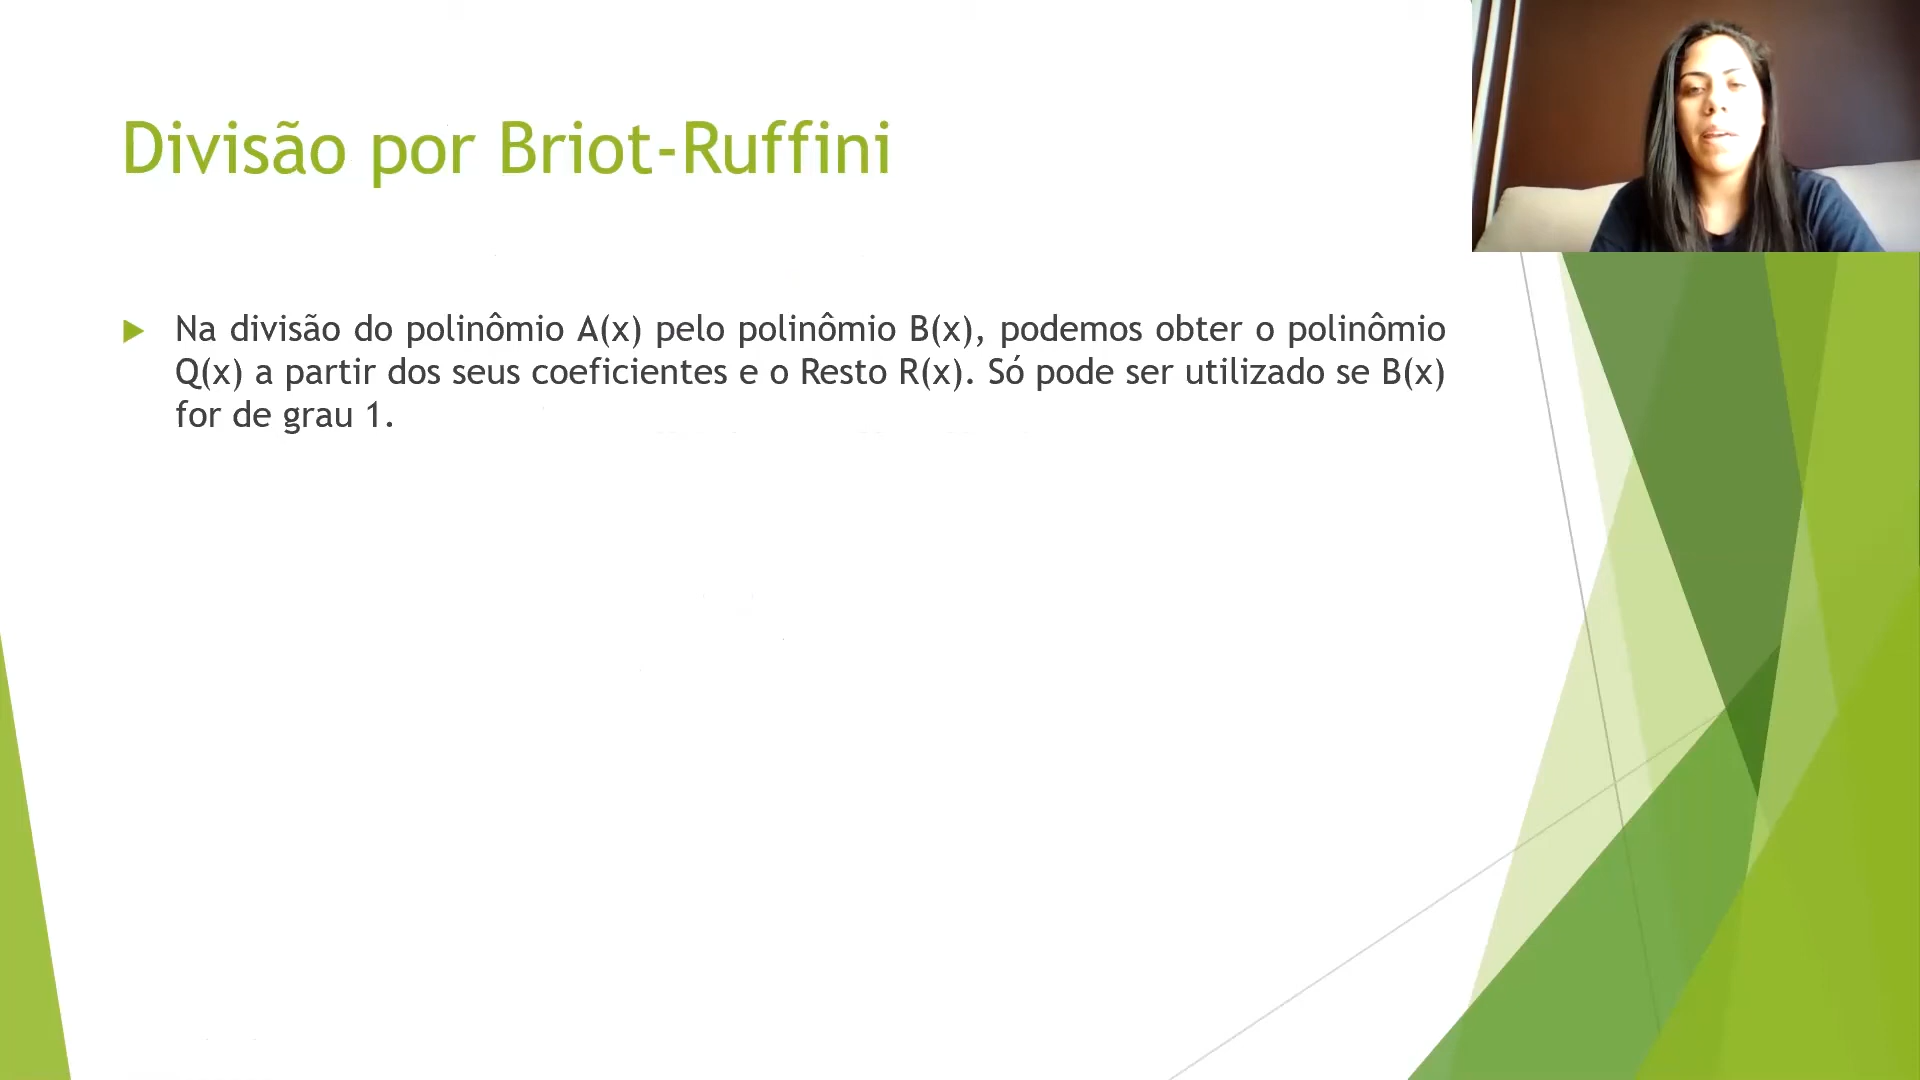 Divisão por Briot-Ruffini
Na divisão do polinômio A(x) pelo polinômio B(x), podemos obter o polinômio
Q(x) a partir dos seus coeficientes e o Resto R(x). Só pode ser utilizado se B(x)
for de grau 1.